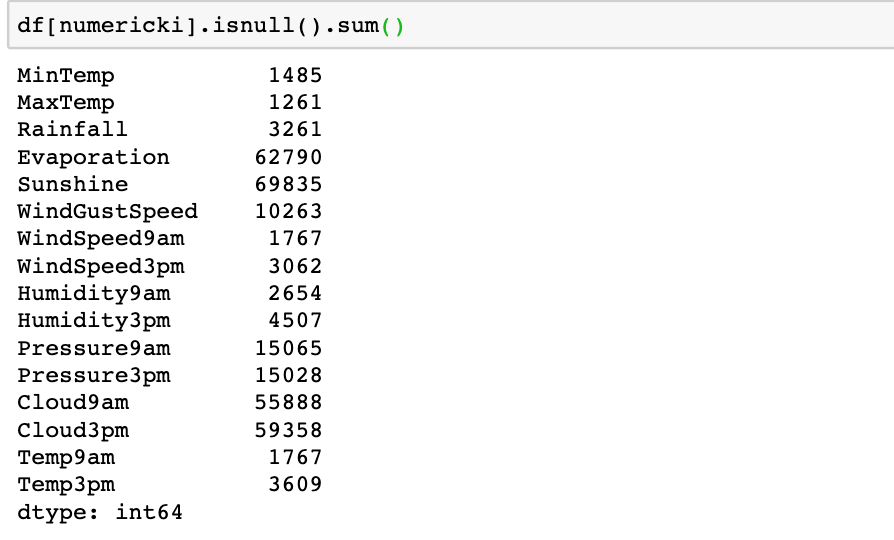 df[numericki].isnull().sum()
MinTemp 1485
MaxTemp 1261
Rainfall 3261
Evaporation 62790
Sunshine 69835
WindGustSpeed 10263
WindSpeed9am 1767
WindSpeed3pm 3062
Humidity9am 2654
Humidity3pm 4507
Pressure9am 15065
Pressure3pm 15028
Cloud9am 55888
Cloud3pm 59358
Temp9am 1767
Temp3pm 3609
dtype: int64